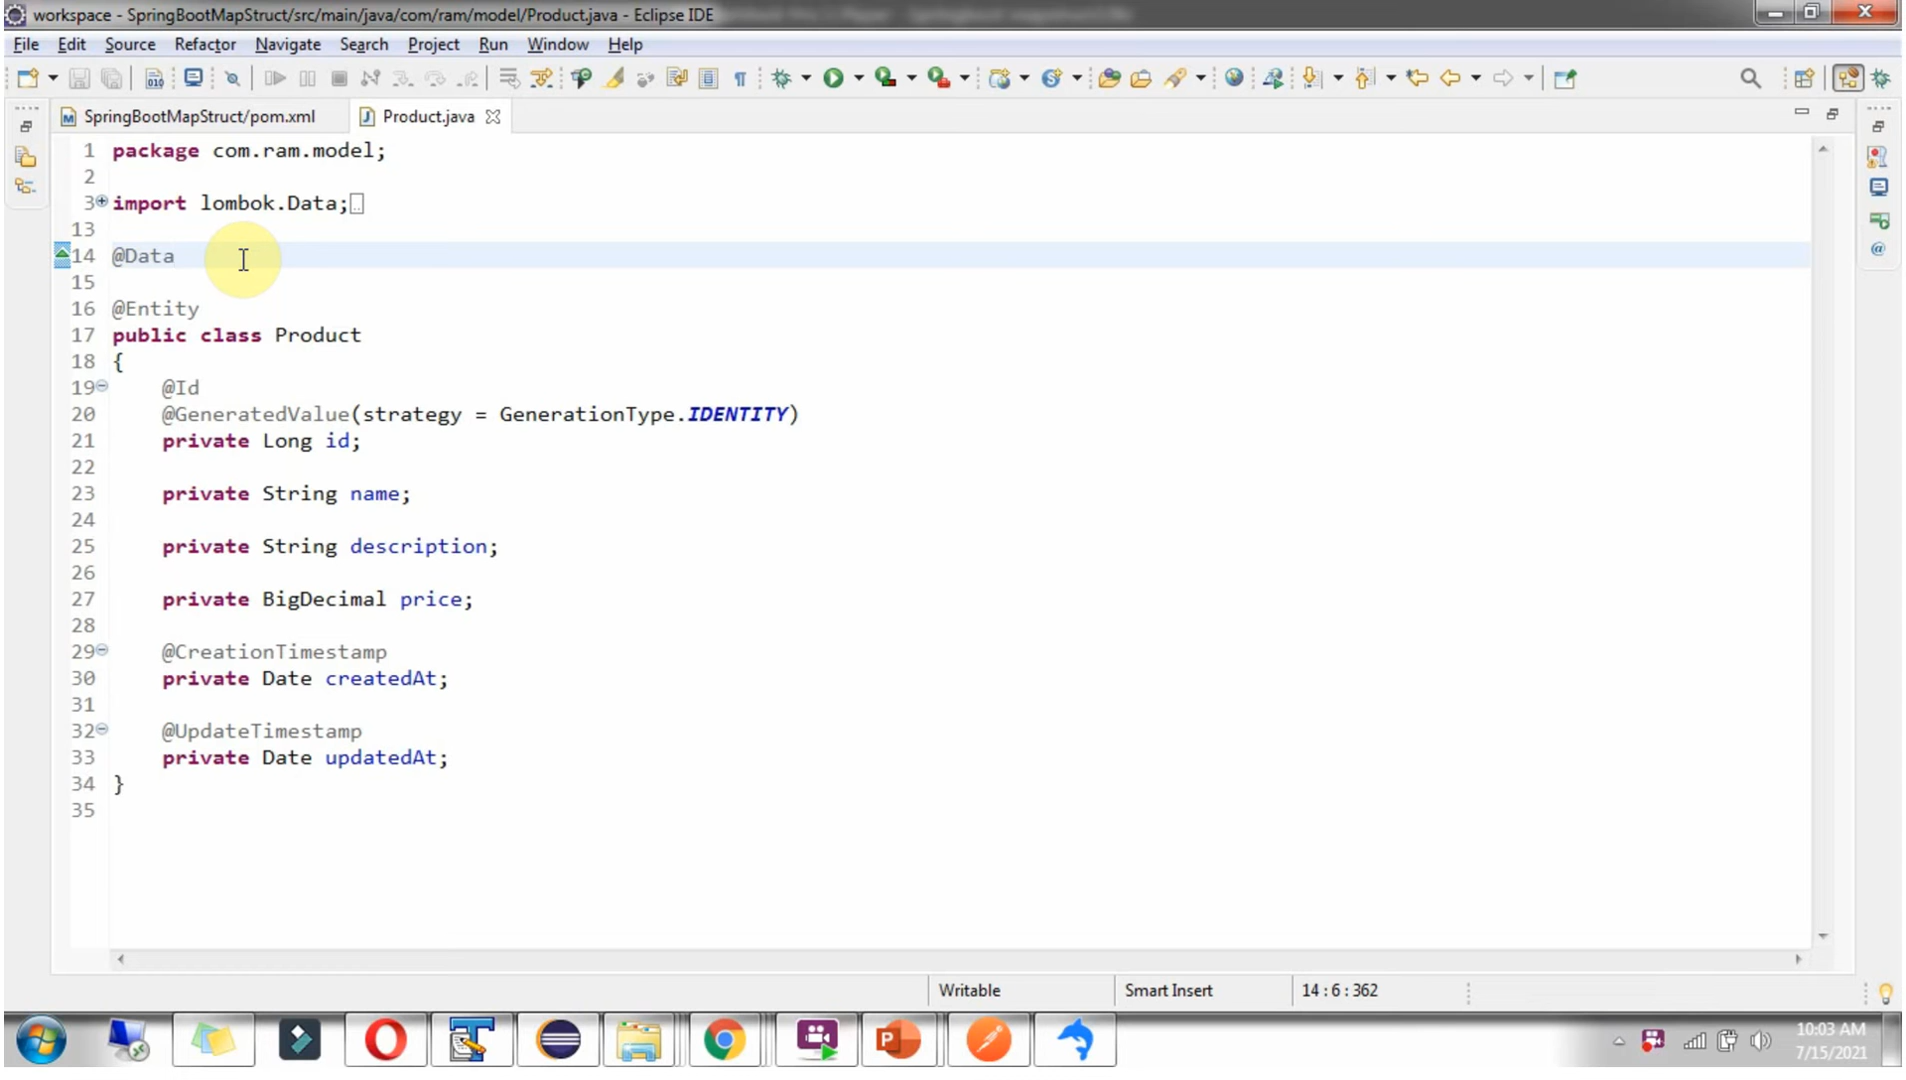 workspace - SpringBootMapStruct/src/main/java/com/ram/model/Product.java - Eclipse IDE
File Edit Source Refactor Navigate Search Project Run Window Help
SpringBootMapStruct/pom.xml Product.java
1 package com.ram.model;
2
3 import lombok.Data;
13
14 @Data
15
16 @Entity
17 public class Product
18 {
19 @Id
20 @GeneratedValue(strategy = GenerationType.IDENTITY)
21 private Long id;
22
23 private String name;
24
25 private String description;
26
27 private BigDecimal price;
28
29 @CreationTimestamp
30 private Date createdAt;
31
32 @UpdateTimestamp
33 private Date updatedAt;
34 }
35
Writable Smart Insert 14 : 6 : 362
10:03 AM
7/15/2021